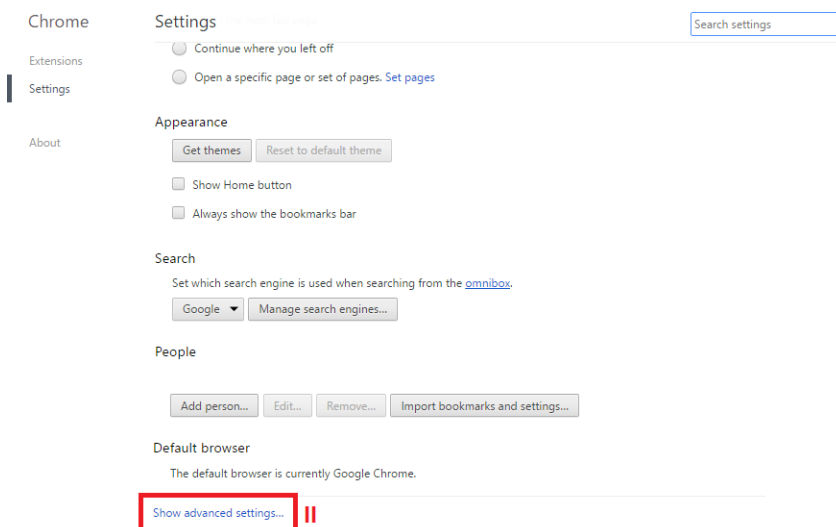 Chrome
Settings
Search settings
Extensions
Settings
About
Continue where you left off
Open a specific page or set of pages. Set pages
Appearance
Get themes
Reset to default theme
Show Home button
Always show the bookmarks bar
Search
Set which search engine is used when searching from the omnibox.
Google
Manage search engines...
People
Add person...
Edit...
Remove...
Import bookmarks and settings...
Default browser
The default browser is currently Google Chrome.
Show advanced settings...
II